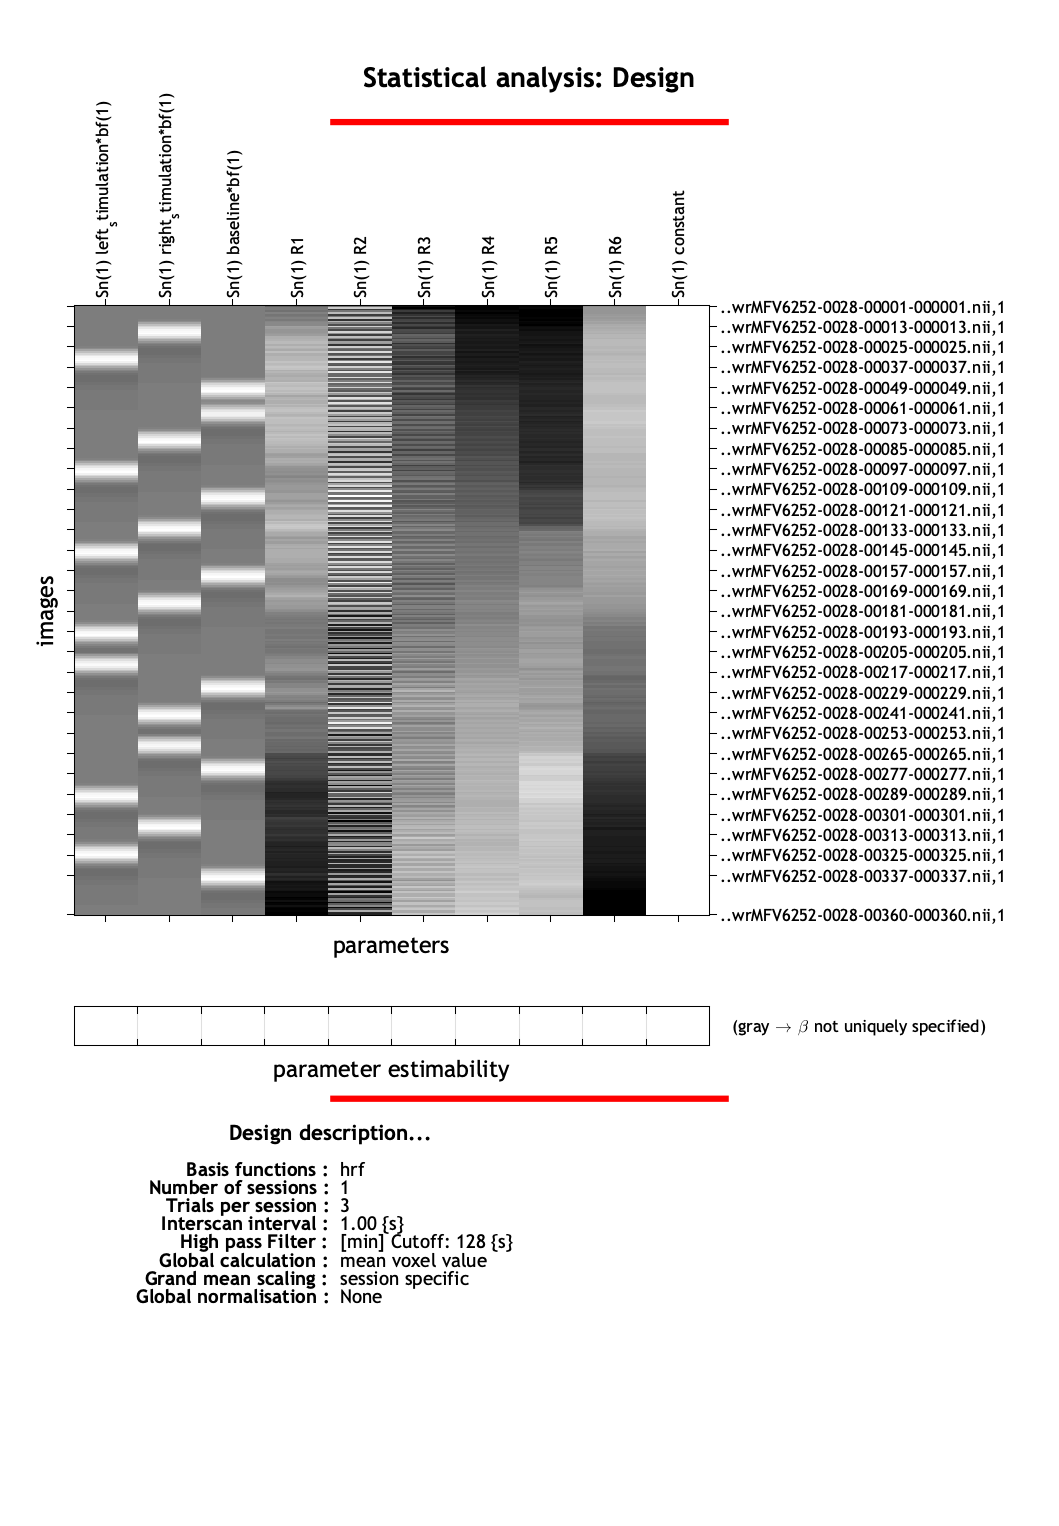 Statistical analysis: Design
Sn(1) left_stimulation*bf(1)
Sn(1) right_stimulation*bf(1)
Sn(1) baseline*bf(1)
Sn(1) R1
Sn(1) R2
Sn(1) R3
Sn(1) R4
Sn(1) R5
Sn(1) R6
Sn(1) constant
images
..wrMFV6252-0028-00001-000001.nii,1
..wrMFV6252-0028-00013-000013.nii,1
..wrMFV6252-0028-00025-000025.nii,1
..wrMFV6252-0028-00037-000037.nii,1
..wrMFV6252-0028-00049-000049.nii,1
..wrMFV6252-0028-00061-000061.nii,1
..wrMFV6252-0028-00073-000073.nii,1
..wrMFV6252-0028-00085-000085.nii,1
..wrMFV6252-0028-00097-000097.nii,1
..wrMFV6252-0028-00109-000109.nii,1
..wrMFV6252-0028-00121-000121.nii,1
..wrMFV6252-0028-00133-000133.nii,1
..wrMFV6252-0028-00145-000145.nii,1
..wrMFV6252-0028-00157-000157.nii,1
..wrMFV6252-0028-00169-000169.nii,1
..wrMFV6252-0028-00181-000181.nii,1
..wrMFV6252-0028-00193-000193.nii,1
..wrMFV6252-0028-00205-000205.nii,1
..wrMFV6252-0028-00217-000217.nii,1
..wrMFV6252-0028-00229-000229.nii,1
..wrMFV6252-0028-00241-000241.nii,1
..wrMFV6252-0028-00253-000253.nii,1
..wrMFV6252-0028-00265-000265.nii,1
..wrMFV6252-0028-00277-000277.nii,1
..wrMFV6252-0028-00289-000289.nii,1
..wrMFV6252-0028-00301-000301.nii,1
..wrMFV6252-0028-00313-000313.nii,1
..wrMFV6252-0028-00325-000325.nii,1
..wrMFV6252-0028-00337-000337.nii,1
..wrMFV6252-0028-00360-000360.nii,1
parameters
(gray → β not uniquely specified)
parameter estimability
Design description...
Basis functions : hrf
Number of sessions : 1
Trials per session : 3
Interscan interval : 1.00 {s}
High pass Filter : [min] Cutoff: 128 {s}
Global calculation : mean voxel value
Grand mean scaling : session specific
Global normalisation : None